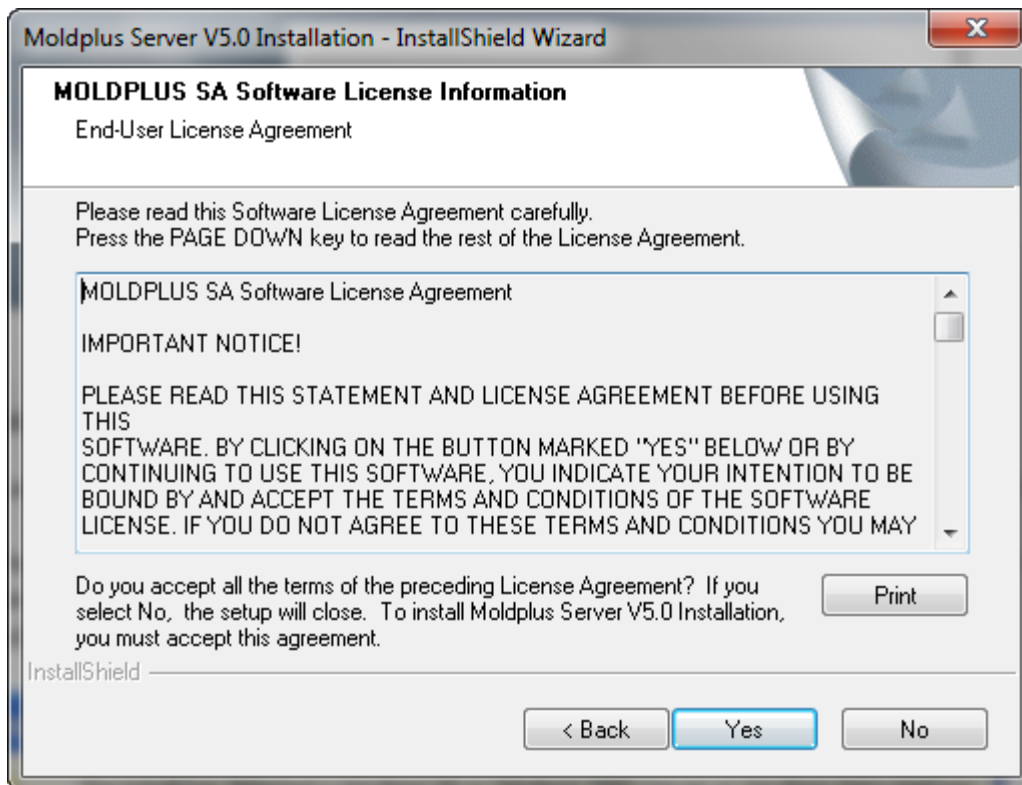 Moldplus Server V5.0 Installation - InstallShield Wizard
MOLDPLUS SA Software License Information
End-User License Agreement
Please read this Software License Agreement carefully.
Press the PAGE DOWN key to read the rest of the License Agreement.
MOLDPLUS SA Software License Agreement
IMPORTANT NOTICE!
PLEASE READ THIS STATEMENT AND LICENSE AGREEMENT BEFORE USING
THIS
SOFTWARE. BY CLICKING ON THE BUTTON MARKED "YES" BELOW OR BY
CONTINUING TO USE THIS SOFTWARE, YOU INDICATE YOUR INTENTION TO BE
BOUND BY AND ACCEPT THE TERMS AND CONDITIONS OF THE SOFTWARE
LICENSE. IF YOU DO NOT AGREE TO THESE TERMS AND CONDITIONS YOU MAY
Do you accept all the terms of the preceding License Agreement?  If you
select No,  the setup will close.  To install Moldplus Server V5.0 Installation,
you must accept this agreement.
Print
InstallShield
< Back
Yes
No